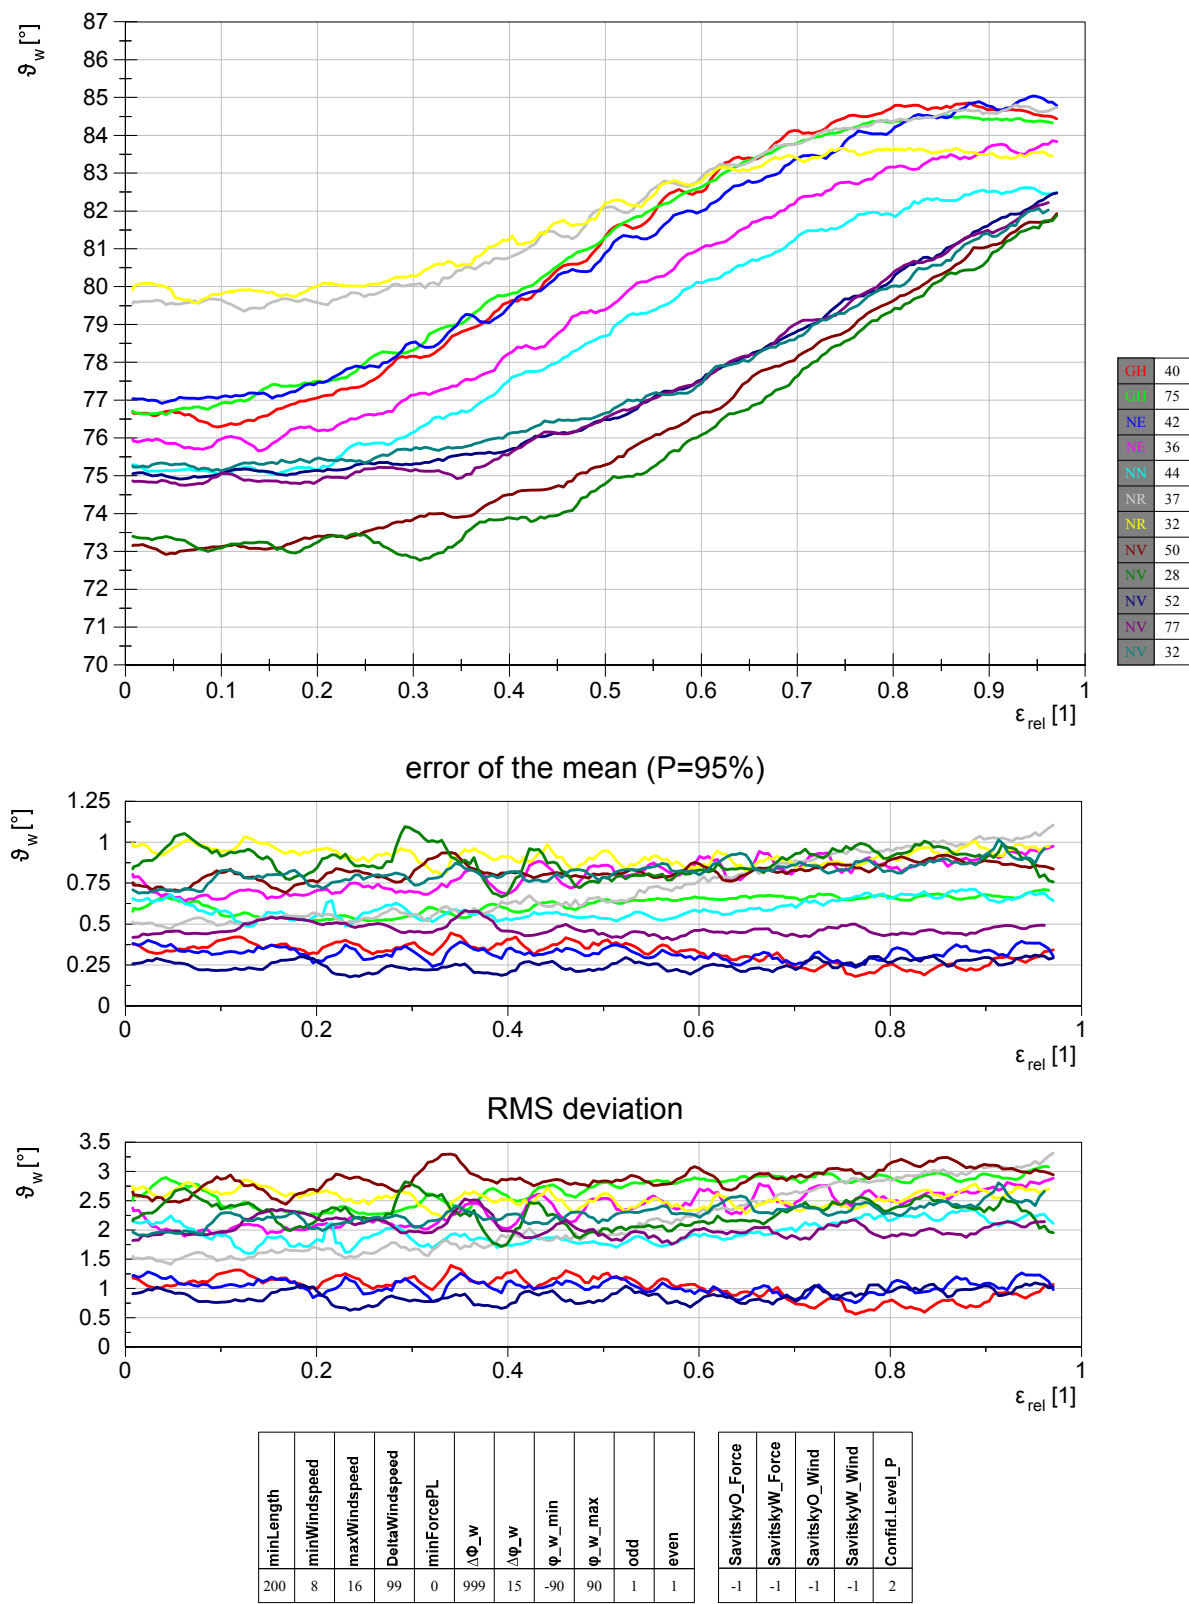 ϑw [°]
87
86
85
84
83
82
81
80
79
78
77
76
75
74
73
72
71
70
0 0.1 0.2 0.3 0.4 0.5 0.6 0.7 0.8 0.9 1
εrel [1]
GH 40
GH 75
NE 42
NE 36
NN 44
NR 37
NR 32
NV 50
NV 28
NV 52
NV 77
NV 32
error of the mean (P=95%)
ϑw [°]
1.25
1
0.75
0.5
0.25
0
0 0.2 0.4 0.6 0.8 1
εrel [1]
RMS deviation
ϑw [°]
3.5
3
2.5
2
1.5
1
0.5
0
0 0.2 0.4 0.6 0.8 1
εrel [1]
minLength minWindspeed maxWindspeed DeltaWindspeed minForcePL ΔΦ_w Δφ_w φ_w_min φ_w_max odd even
200 8 16 99 0 999 15 -90 90 1 1
SavitskyO_Force SavitskyW_Force SavitskyO_Wind SavitskyW_Wind Confid.Level_P
-1 -1 -1 -1 2